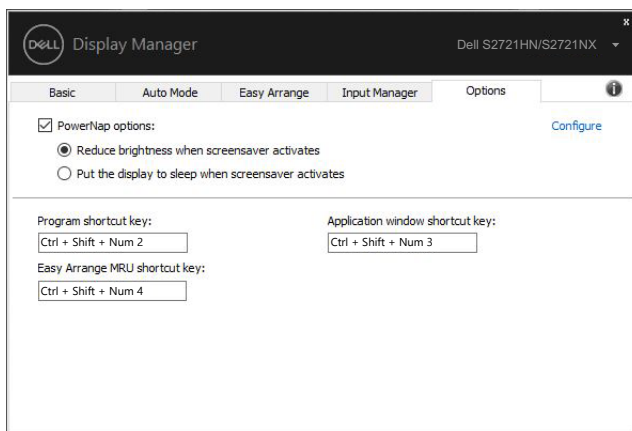 x
DELL Display Manager Dell S2721HN/S2721NX
Basic Auto Mode Easy Arrange Input Manager Options
PowerNap options: Configure
Reduce brightness when screensaver activates
Put the display to sleep when screensaver activates
Program shortcut key: Application window shortcut key:
Ctrl + Shift + Num 2 Ctrl + Shift + Num 3
Easy Arrange MRU shortcut key:
Ctrl + Shift + Num 4